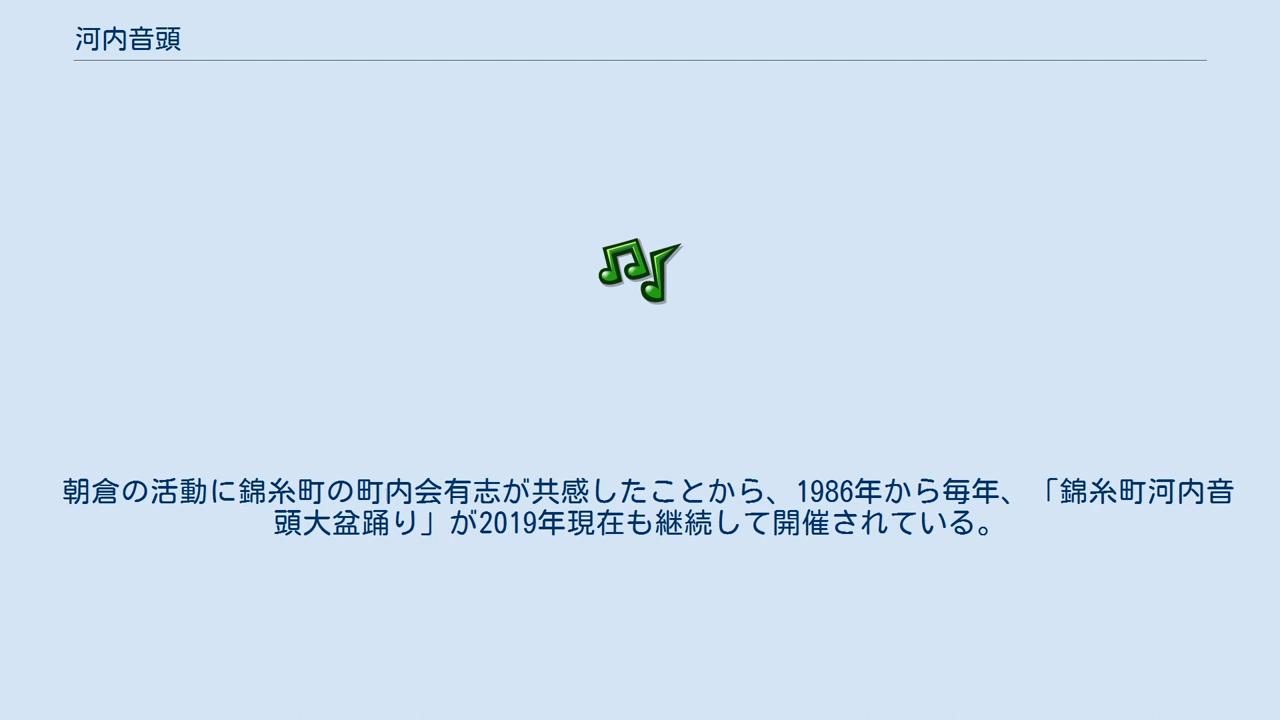 河内音頭
朝倉の活動に錦糸町の町内会有志が共感したことから、1986年から毎年、「錦糸町河内音
頭大盆踊り」が2019年現在も継続して開催されている。